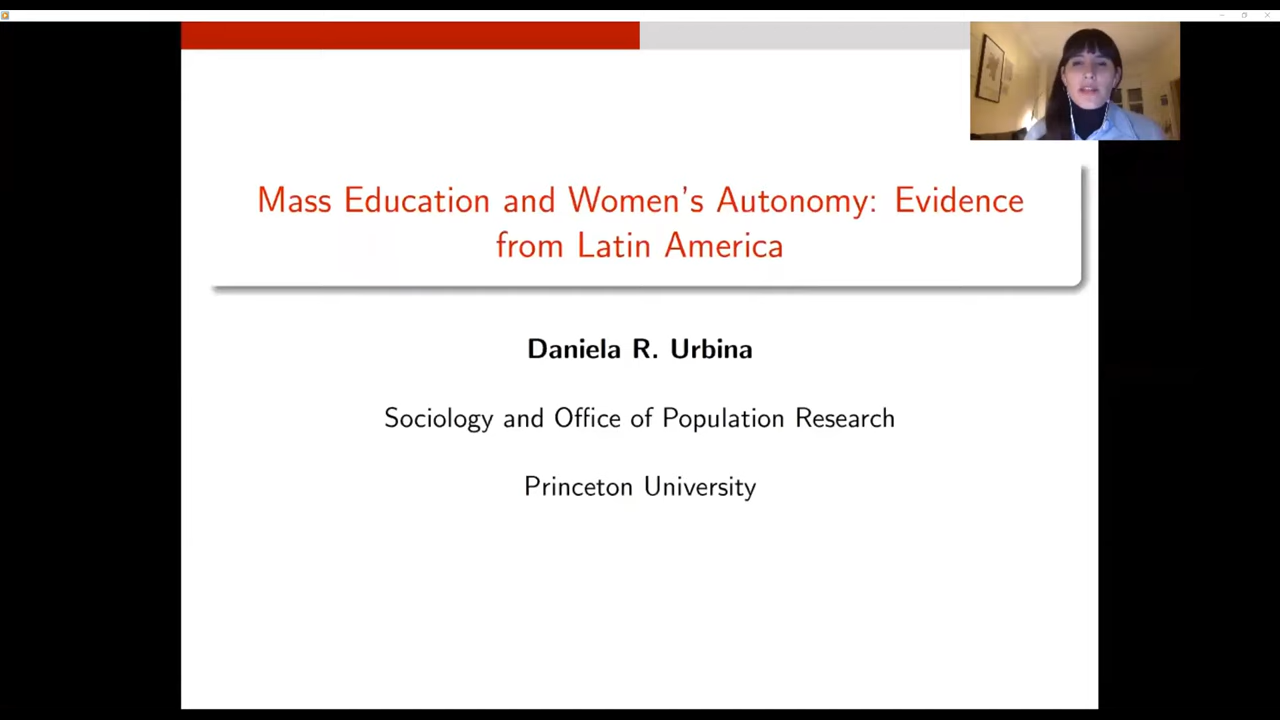 Mass Education and Women's Autonomy: Evidence
from Latin America
Daniela R. Urbina
Sociology and Office of Population Research
Princeton University